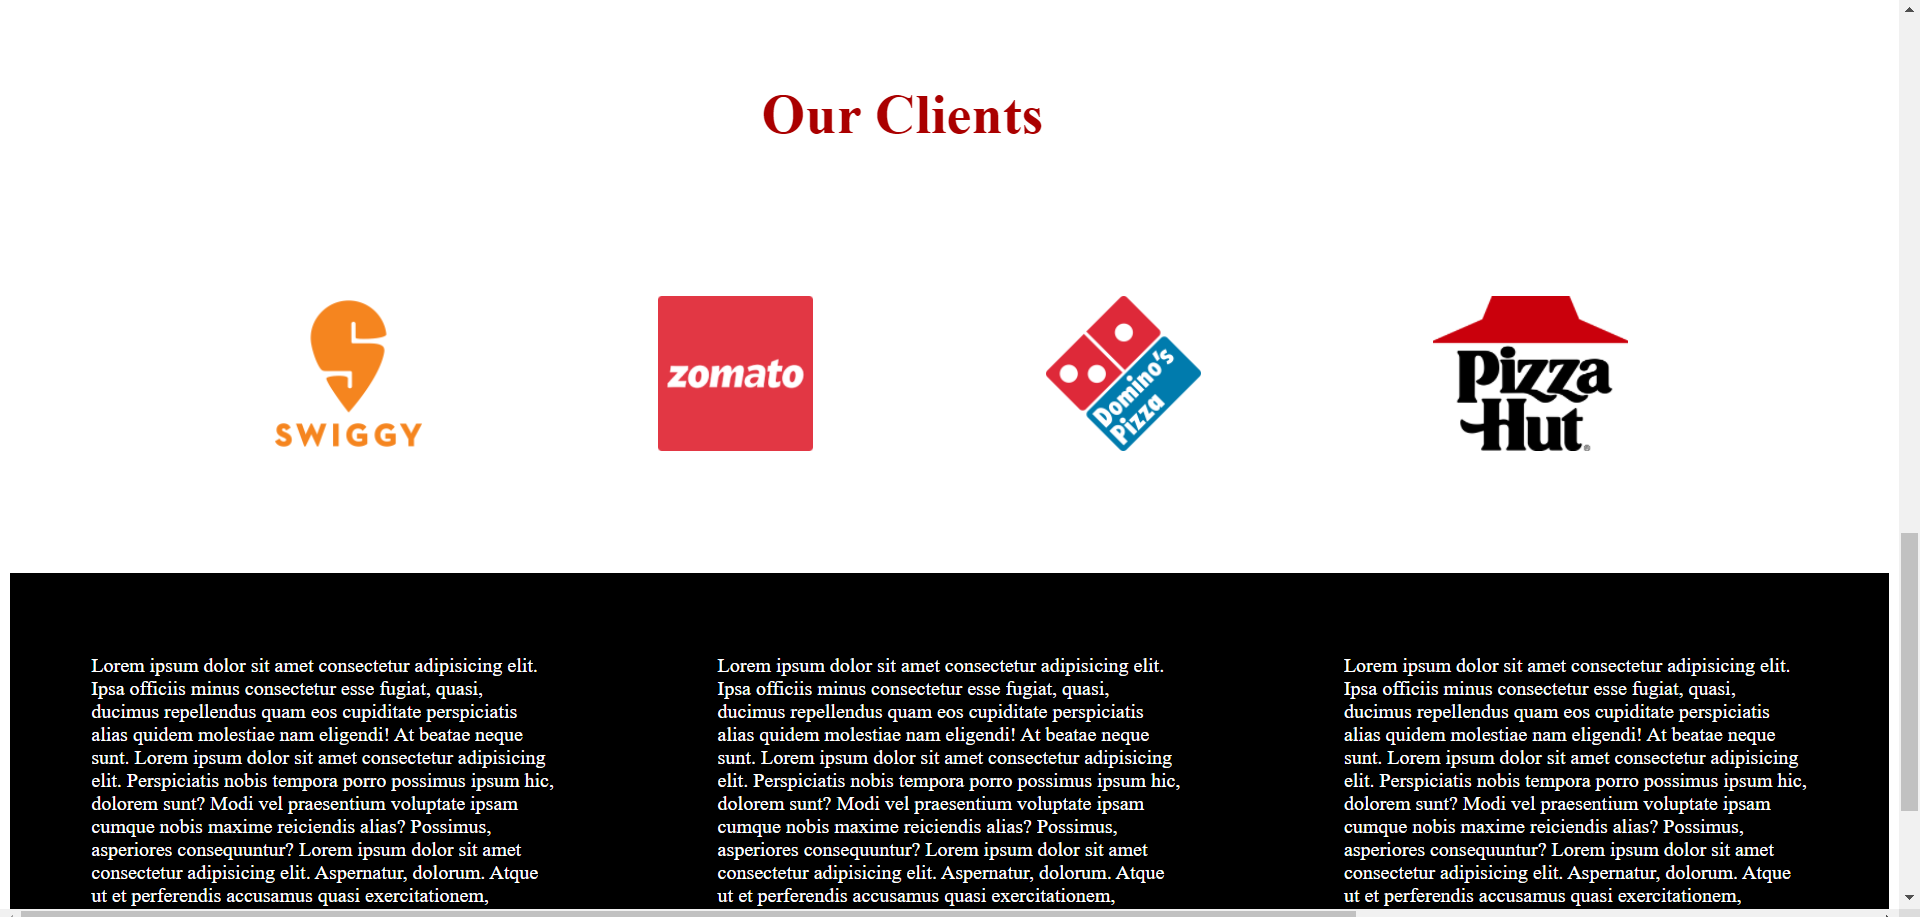 Our Clients
SWIGGY
zomato
Domino's
Pizza
Pizza
Hut
Lorem ipsum dolor sit amet consectetur adipisicing elit.
Ipsa officiis minus consectetur esse fugiat, quasi,
ducimus repellendus quam eos cupiditate perspiciatis
alias quidem molestiae nam eligendi! At beatae neque
sunt. Lorem ipsum dolor sit amet consectetur adipisicing
elit. Perspiciatis nobis tempora porro possimus ipsum hic,
dolorem sunt? Modi vel praesentium voluptate ipsam
cumque nobis maxime reiciendis alias? Possimus,
asperiores consequuntur? Lorem ipsum dolor sit amet
consectetur adipisicing elit. Aspernatur, dolorum. Atque
ut et perferendis accusamus quasi exercitationem,
Lorem ipsum dolor sit amet consectetur adipisicing elit.
Ipsa officiis minus consectetur esse fugiat, quasi,
ducimus repellendus quam eos cupiditate perspiciatis
alias quidem molestiae nam eligendi! At beatae neque
sunt. Lorem ipsum dolor sit amet consectetur adipisicing
elit. Perspiciatis nobis tempora porro possimus ipsum hic,
dolorem sunt? Modi vel praesentium voluptate ipsam
cumque nobis maxime reiciendis alias? Possimus,
asperiores consequuntur? Lorem ipsum dolor sit amet
consectetur adipisicing elit. Aspernatur, dolorum. Atque
ut et perferendis accusamus quasi exercitationem,
Lorem ipsum dolor sit amet consectetur adipisicing elit.
Ipsa officiis minus consectetur esse fugiat, quasi,
ducimus repellendus quam eos cupiditate perspiciatis
alias quidem molestiae nam eligendi! At beatae neque
sunt. Lorem ipsum dolor sit amet consectetur adipisicing
elit. Perspiciatis nobis tempora porro possimus ipsum hic,
dolorem sunt? Modi vel praesentium voluptate ipsam
cumque nobis maxime reiciendis alias? Possimus,
asperiores consequuntur? Lorem ipsum dolor sit amet
consectetur adipisicing elit. Aspernatur, dolorum. Atque
ut et perferendis accusamus quasi exercitationem,